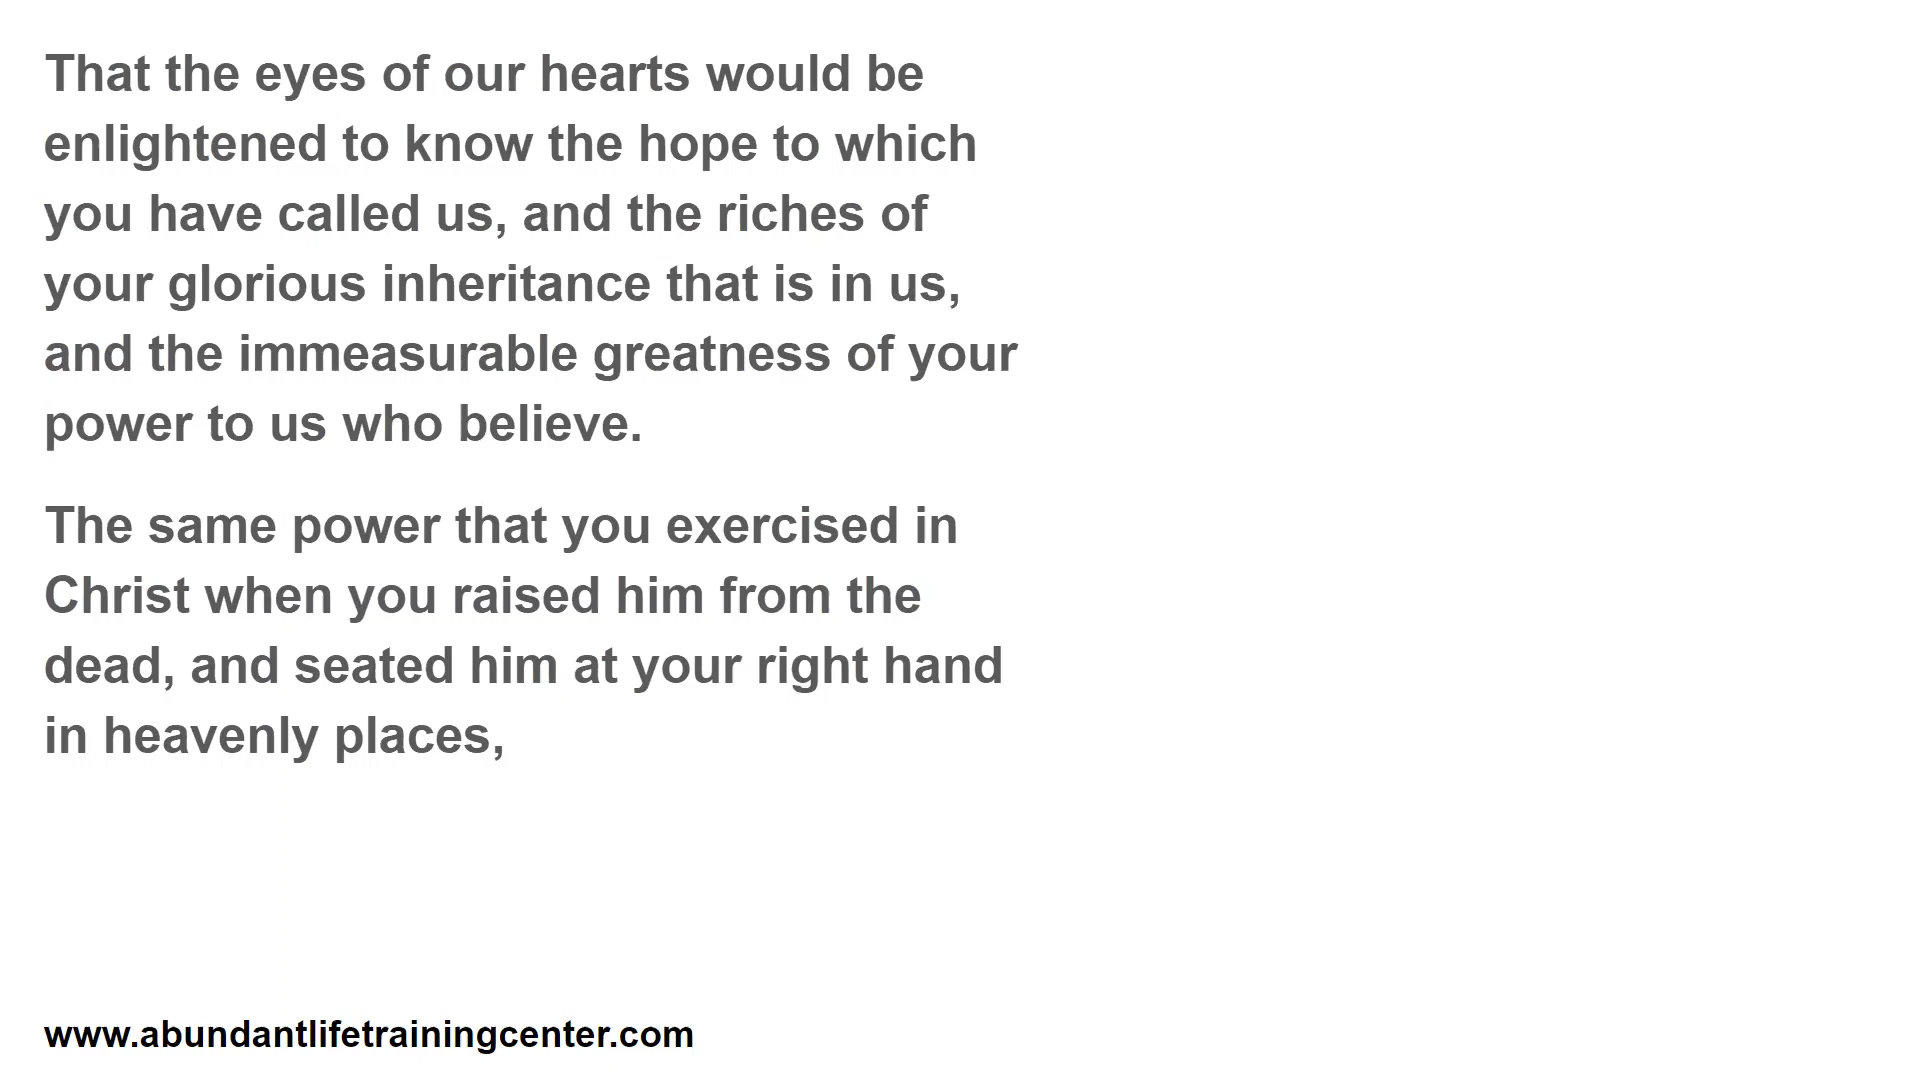 That the eyes of our hearts would be
enlightened to know the hope to which
you have called us, and the riches of
your glorious inheritance that is in us,
and the immeasurable greatness of your
power to us who believe.
The same power that you exercised in
Christ when you raised him from the
dead, and seated him at your right hand
in heavenly places,
www.abundantlifetrainingcenter.com